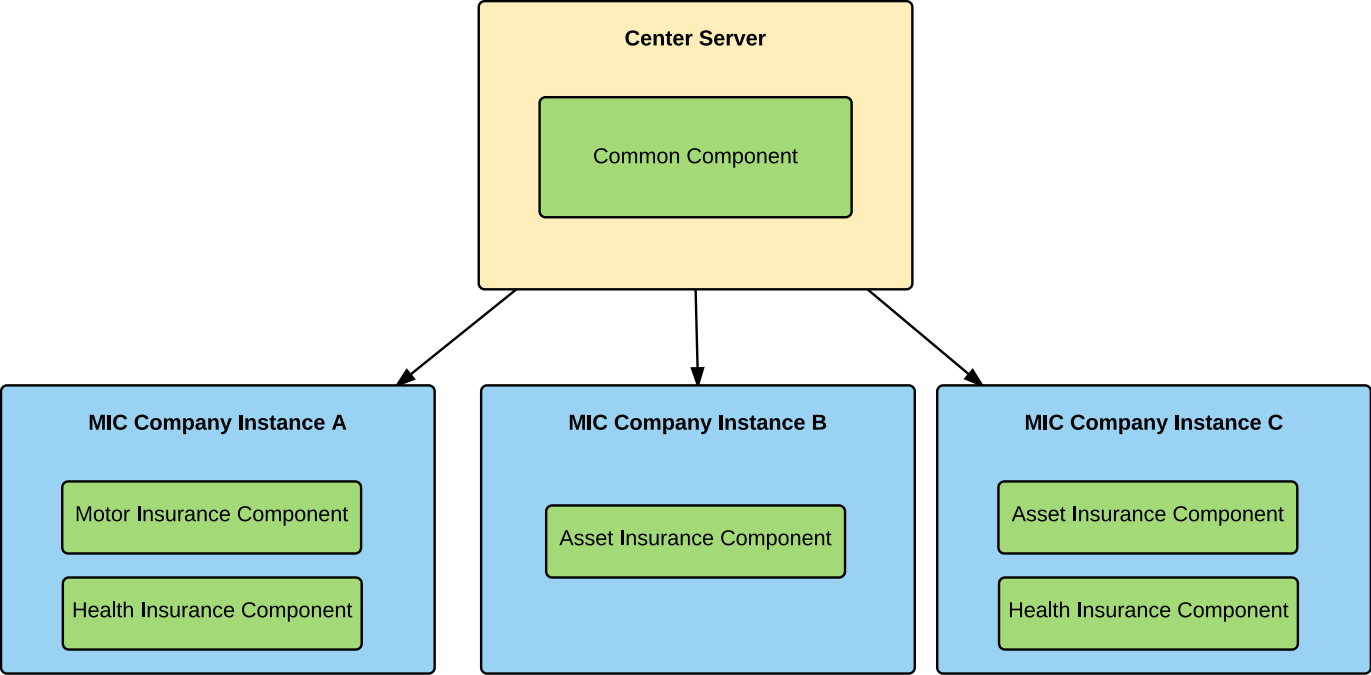 Center Server
Common Component
MIC Company Instance A
Motor Insurance Component
Health Insurance Component
MIC Company Instance B
Asset Insurance Component
MIC Company Instance C
Asset Insurance Component
Health Insurance Component